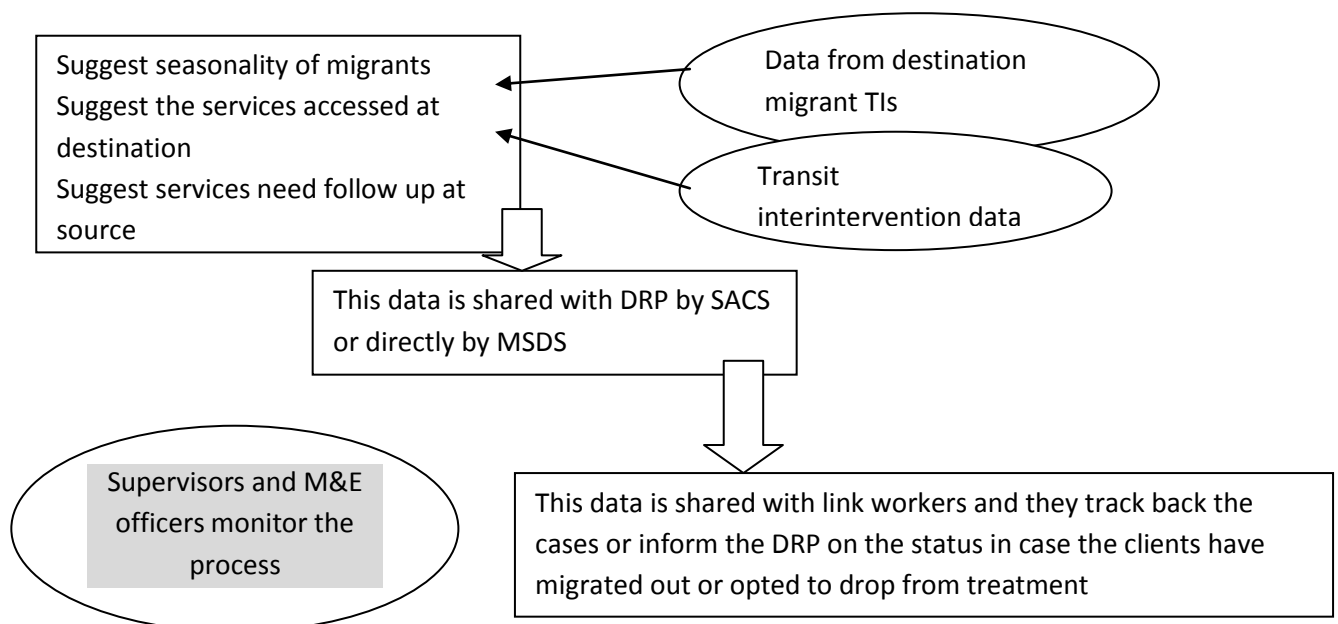 Suggest seasonality of migrants
Suggest the services accessed at
destination
Suggest services need follow up at
source
Data from destination
migrant TIs
Transit
interintervention data
This data is shared with DRP by SACS
or directly by MSDS
Supervisors and M&E
officers monitor the
process
This data is shared with link workers and they track back the
cases or inform the DRP on the status in case the clients have
migrated out or opted to drop from treatment